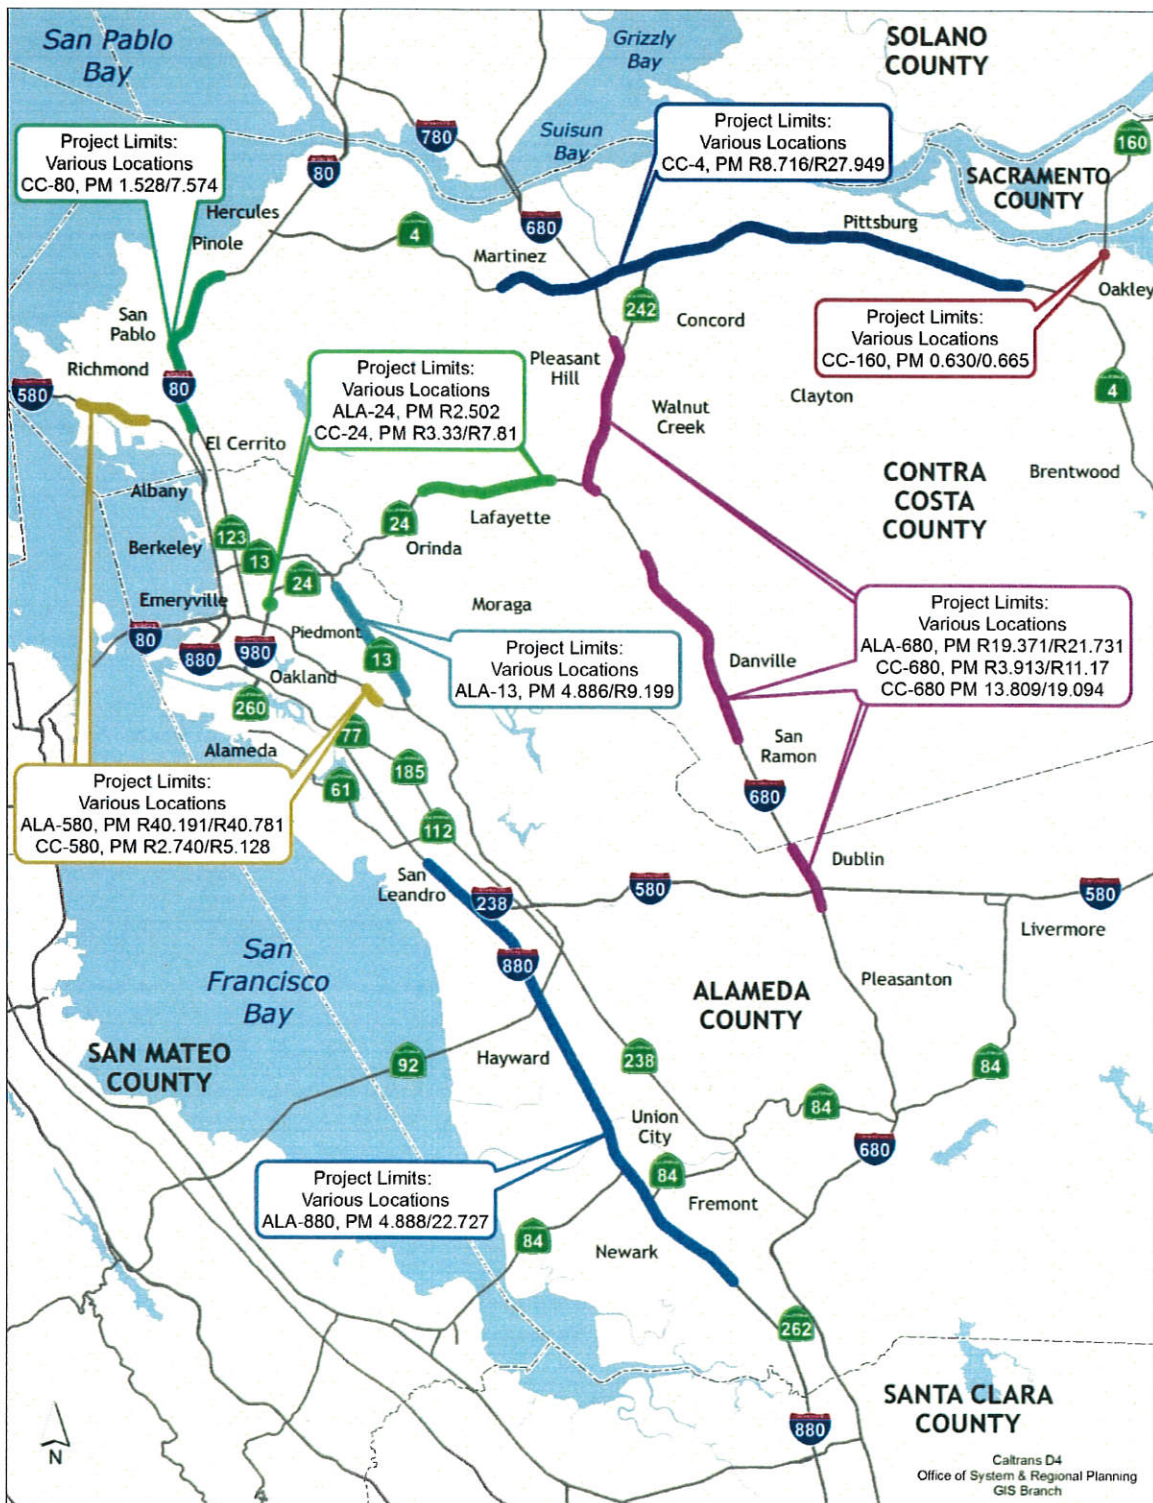 San Pablo
Bay
Grizzly
Bay
SOLANO
COUNTY
Suisun
Bay
780
160
SACRAMENTO
COUNTY
Project Limits:
Various Locations
CC-80, PM 1.528/7.574
Project Limits:
Various Locations
CC-4, PM R8.716/R27.949
80
Hercules
Pinole
4
680
Martinez
Pittsburg
Oakley
242
Concord
San
Pablo
Richmond
580
80
Project Limits:
Various Locations
CC-160, PM 0.630/0.665
Pleasant
Hill
Project Limits:
Various Locations
ALA-24, PM R2.502
CC-24, PM R3.33/R7.81
Clayton
4
Walnut
Creek
El Cerrito
CONTRA
COSTA
COUNTY
Brentwood
Albany
Lafayette
24
Orinda
123
Berkeley
13
24
Emeryville
Moraga
80
880
980
Piedmont
13
Oakland
260
Project Limits:
Various Locations
ALA-13, PM 4.886/R9.199
Project Limits:
Various Locations
ALA-680, PM R19.371/R21.731
CC-680, PM R3.913/R11.17
CC-680 PM 13.809/19.094
Danville
San
Ramon
Alameda
77
185
61
112
680
Project Limits:
Various Locations
ALA-580, PM R40.191/R40.781
CC-580, PM R2.740/R5.128
San
Leandro
Dublin
238
580
580
Livermore
San
Francisco
Bay
880
Pleasanton
ALAMEDA
COUNTY
SAN MATEO
COUNTY
92
Hayward
238
84
84
Union
City
680
84
Project Limits:
Various Locations
ALA-880, PM 4.888/22.727
Fremont
84
Newark
262
SANTA CLARA
COUNTY
880
N
Caltrans D4
Office of System & Regional Planning
GIS Branch